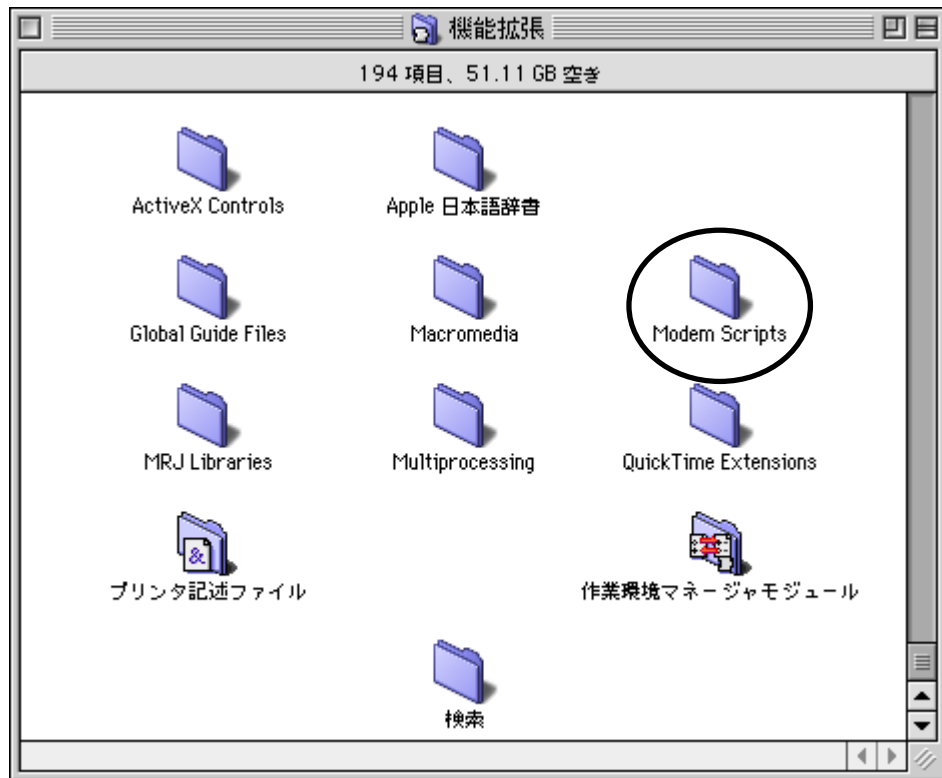 機能拡張
194 項目、51.11 GB 空き
ActiveX Controls
Apple 日本語辞書
Global Guide Files
Macromedia
Modem Scripts
MRJ Libraries
Multiprocessing
QuickTime Extensions
&
プリンタ記述ファイル
作業環境マネージャモジュール
検索